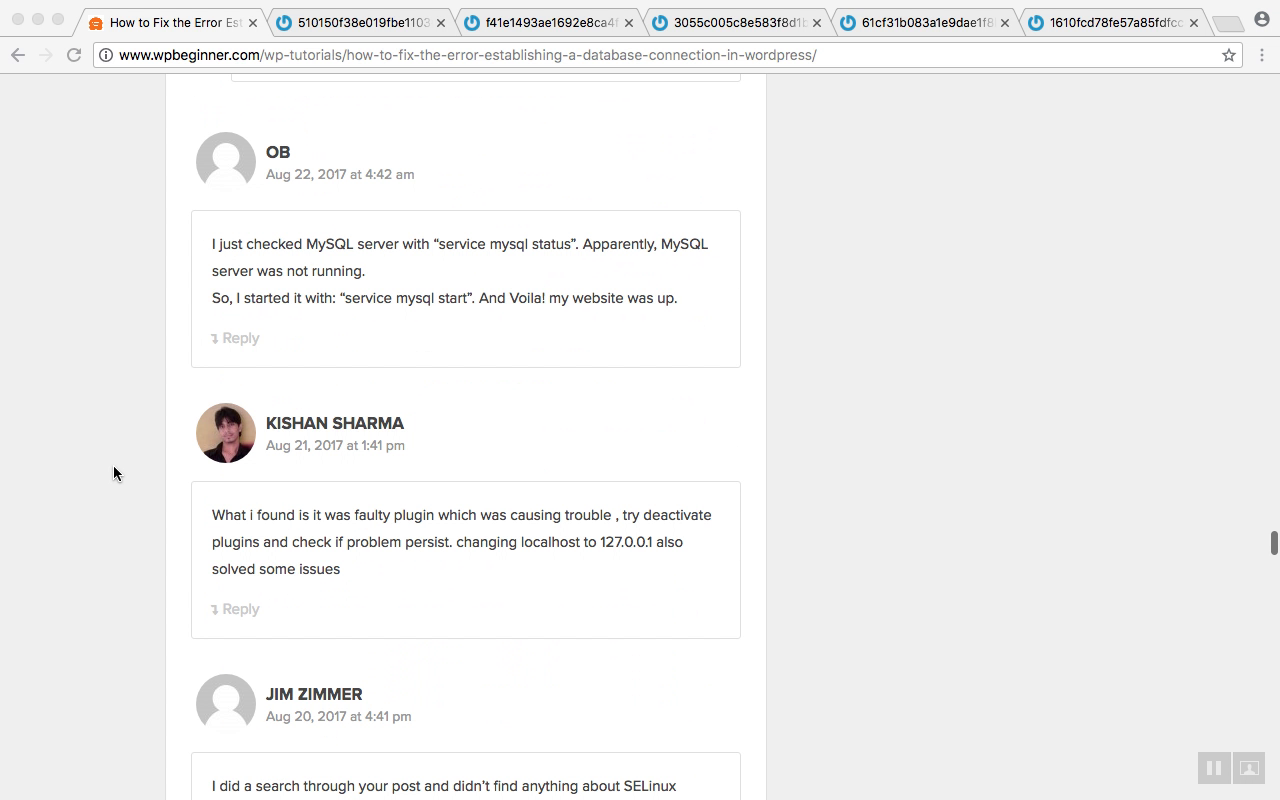 How to Fix the Error Est
510150f38e019fbe1103
f41e1493ae1692e8ca4f
3055c005c8e583f8d1b
61cf31b083a1e9dae1f8
1610fcd78fe57a85fdfcc
www.wpbeginner.com/wp-tutorials/how-to-fix-the-error-establishing-a-database-connection-in-wordpress/
OB
Aug 22, 2017 at 4:42 am
I just checked MySQL server with “service mysql status”. Apparently, MySQL
server was not running.
So, I started it with: “service mysql start”. And Voila! my website was up.
Reply
KISHAN SHARMA
Aug 21, 2017 at 1:41 pm
What i found is it was faulty plugin which was causing trouble , try deactivate
plugins and check if problem persist. changing localhost to 127.0.0.1 also
solved some issues
Reply
JIM ZIMMER
Aug 20, 2017 at 4:41 pm
I did a search through your post and didn’t find anything about SELinux